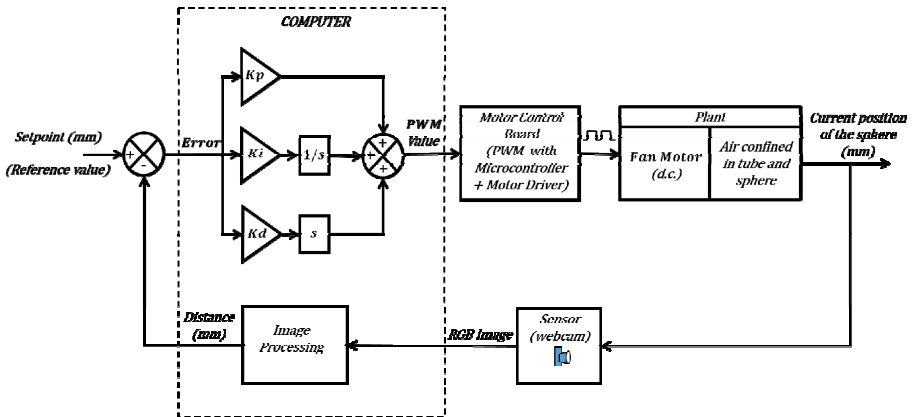 COMPUTER
Kp
Setpoint (mm)
(Reference value)
+
-
Error
Ki
1/s
Kd
s
+
+
+
PWM
Value
Motor Control
Board
(PWM with
Microcontroller
+ Motor Driver)
Plant
Fan Motor
(d.c.)
Air confined
in tube and
sphere
Current position
of the sphere
(mm)
Distance
(mm)
Image
Processing
RGB Image
Sensor
(webcam)